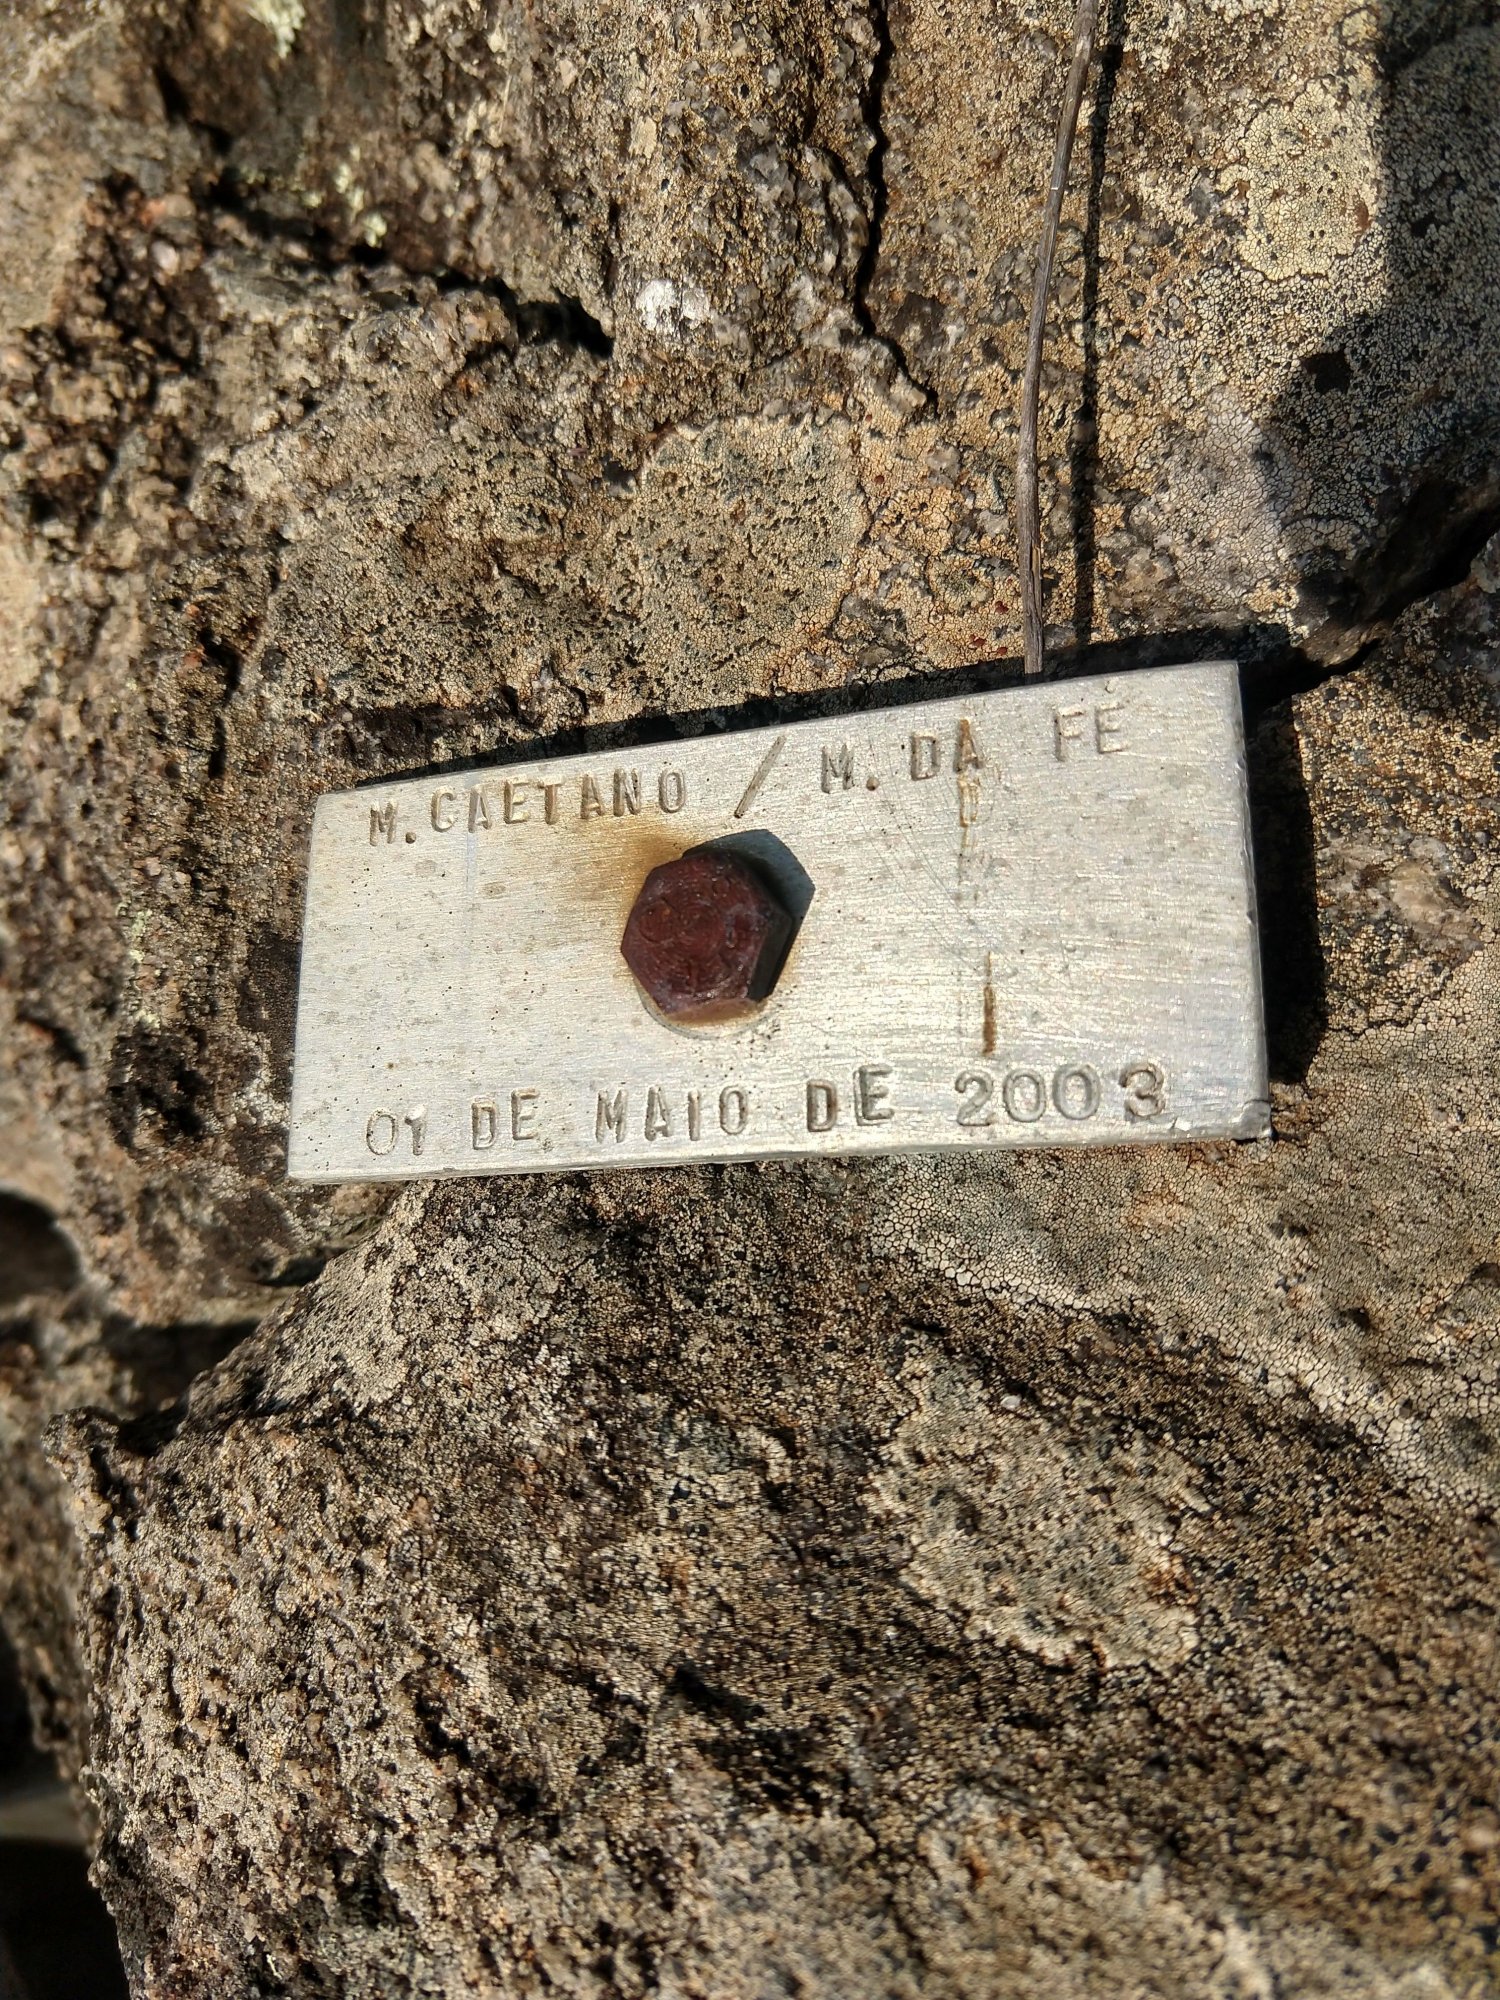 M. CAETANO / M. DA FÉ
01 DE MAIO DE 2003